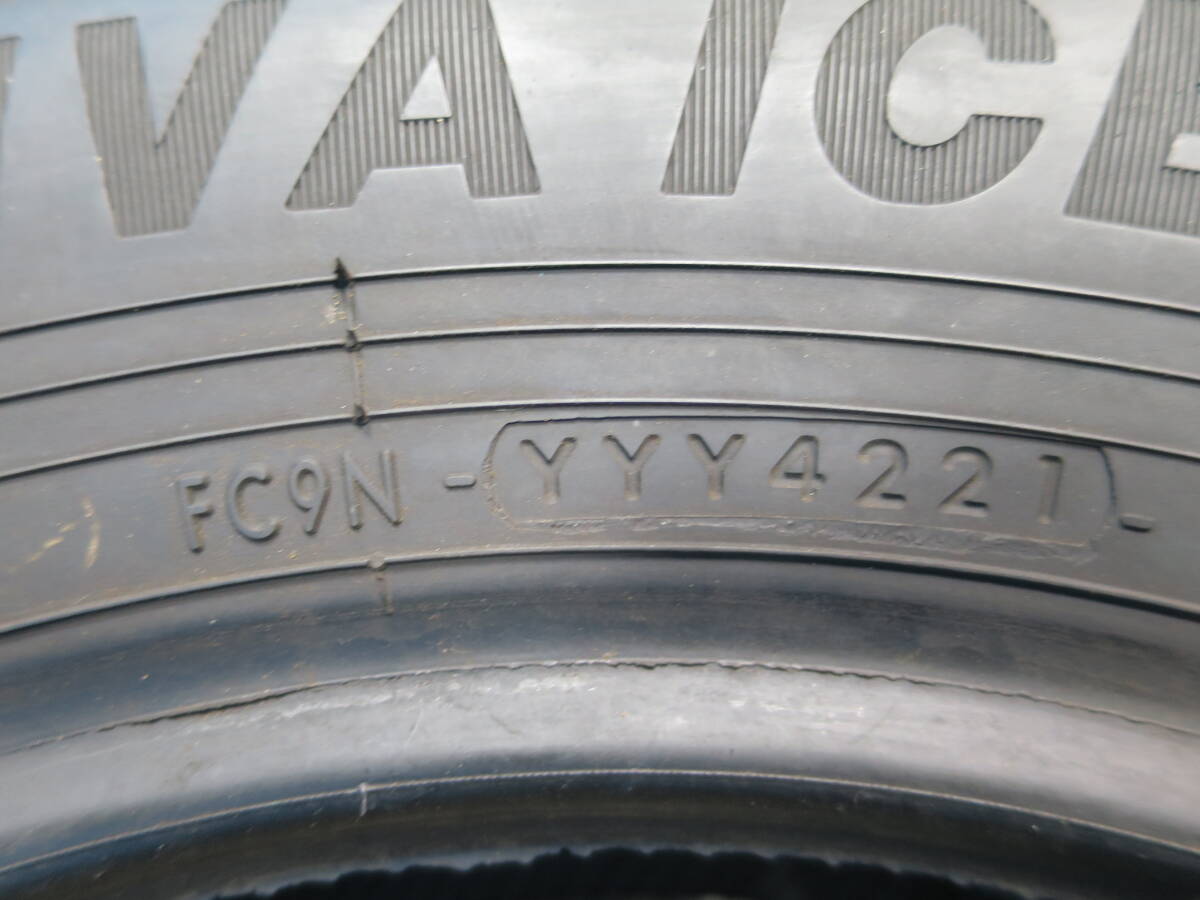 VA ICE
FC9N -YYY4221-